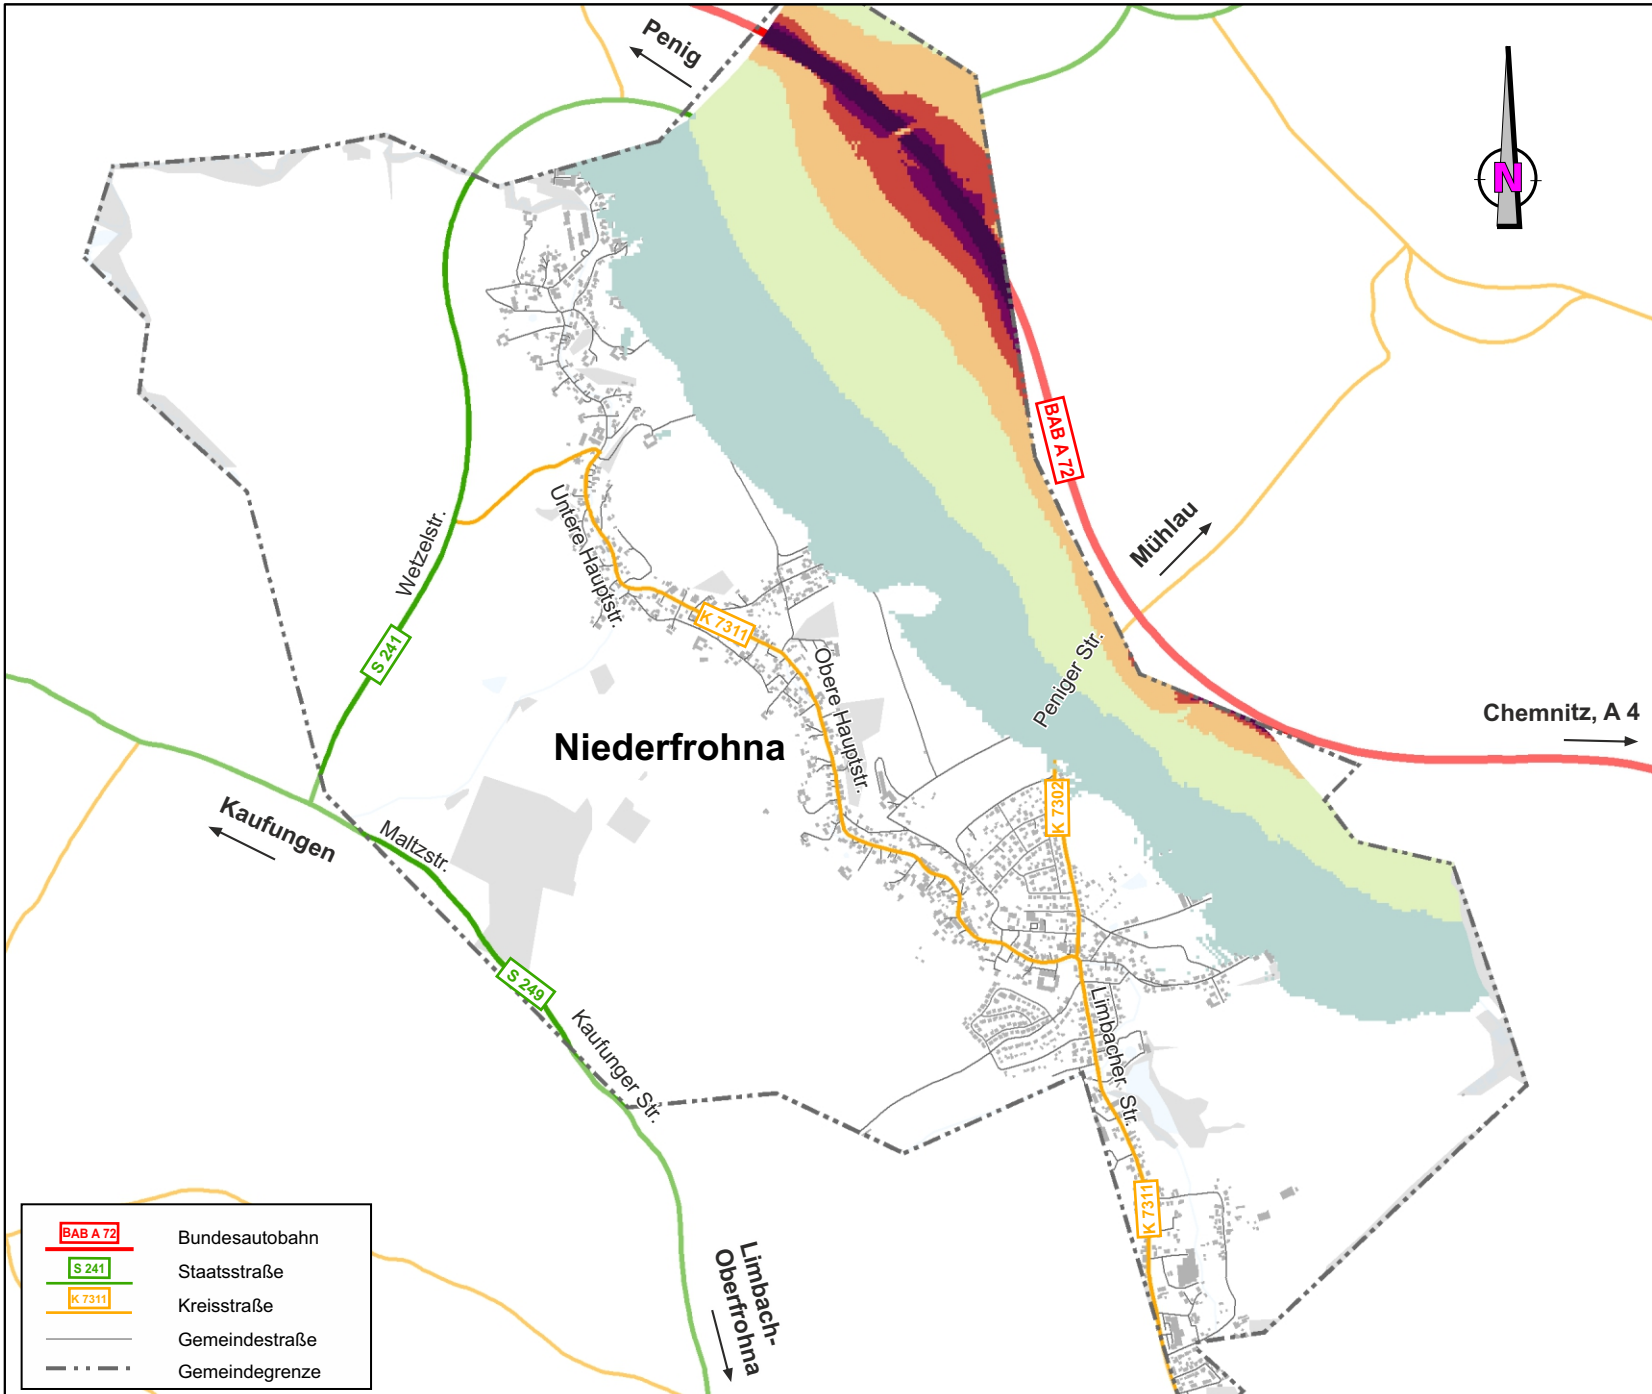 Penig
N
BAB A 72
Mühlau
Wetzelstr.
Untere Hauptstr.
K 7311
S 241
Obere Hauptstr.
Peniger Str.
Chemnitz, A 4
Niederfrohna
K 7302
Kaufungen
Maltzstr.
S 249
Kaufunger Str.
Limbacher Str.
K 7311
Limbach-
Oberfrohna
BAB A 72 Bundesautobahn
S 241 Staatsstraße
K 7311 Kreisstraße
Gemeindestraße
Gemeindegrenze